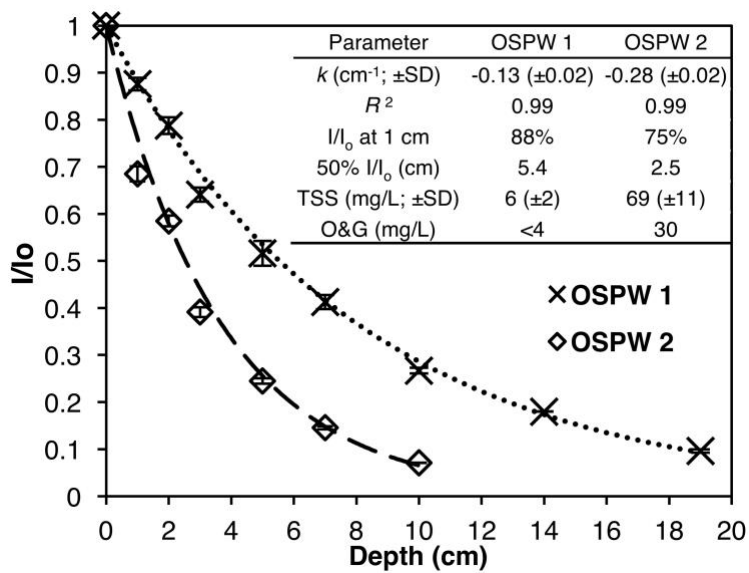 I/Io
1
0.9
0.8
0.7
0.6
0.5
0.4
0.3
0.2
0.1
0
Parameter OSPW 1 OSPW 2
k (cm⁻¹; ±SD) -0.13 (±0.02) -0.28 (±0.02)
R² 0.99 0.99
I/Iₒ at 1 cm 88% 75%
50% I/Iₒ (cm) 5.4 2.5
TSS (mg/L; ±SD) 6 (±2) 69 (±11)
O&G (mg/L) <4 30
OSPW 1
OSPW 2
0 2 4 6 8 10 12 14 16 18 20
Depth (cm)